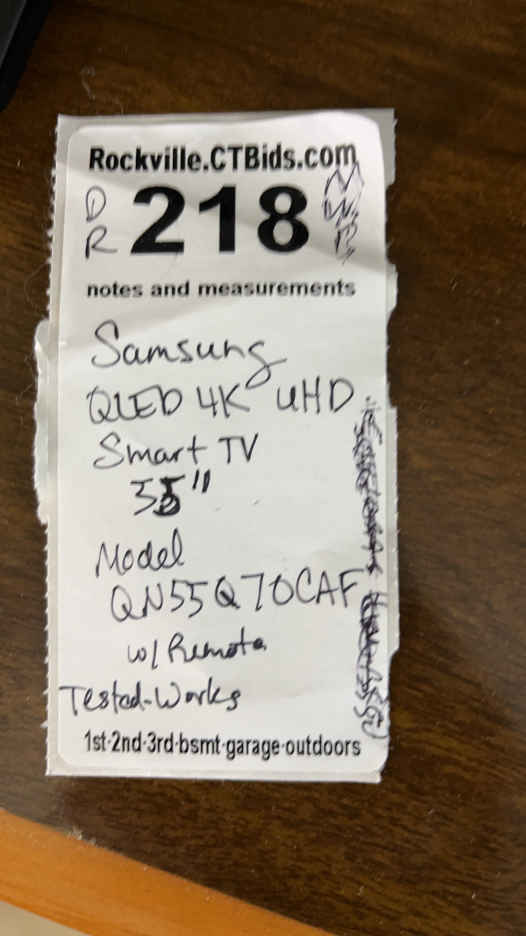 Rockville.CTBids.com
DR 218
notes and measurements
Samsung
QLED 4K UHD
Smart TV
55"
Model
QN55Q70CAF
w/ Remote
Tested-Works
1st-2nd-3rd-bsmt-garage-outdoors